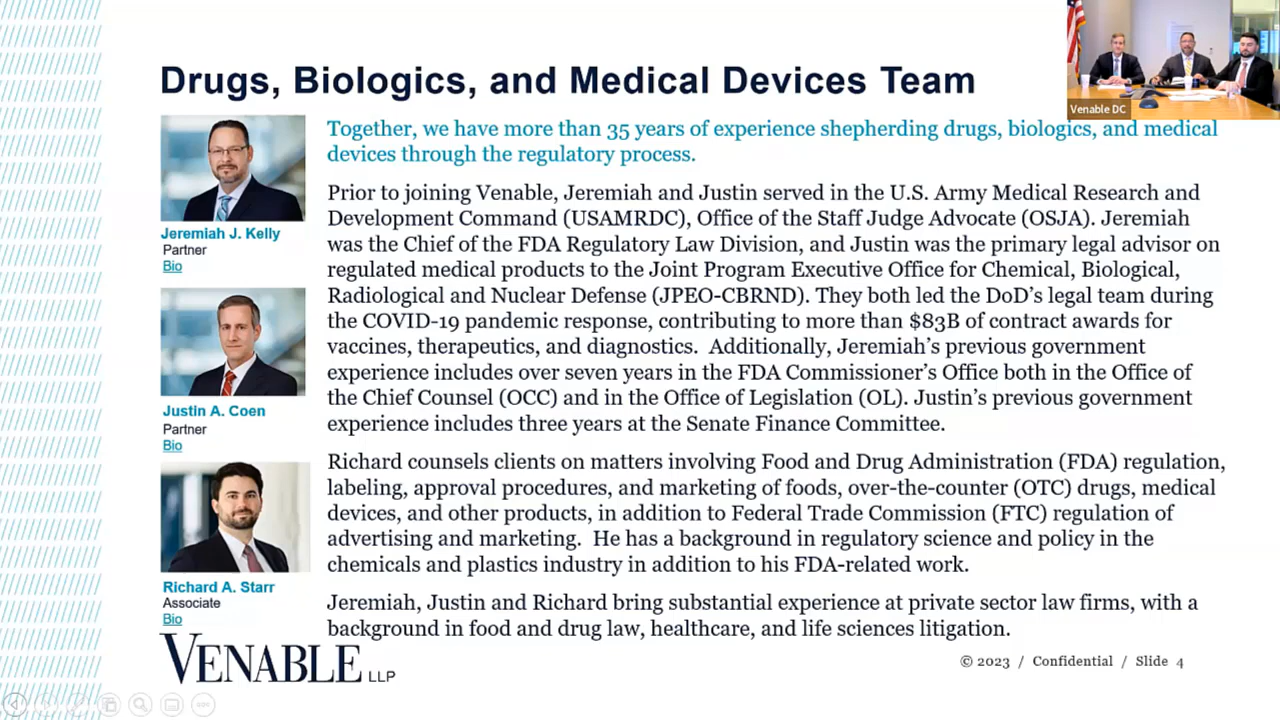 Drugs, Biologics, and Medical Devices Team
Venable DC
Together, we have more than 35 years of experience shepherding drugs, biologics, and medical
devices through the regulatory process.
Jeremiah J. Kelly
Partner
Bio
Justin A. Coen
Partner
Bio
Richard A. Starr
Associate
Bio
Prior to joining Venable, Jeremiah and Justin served in the U.S. Army Medical Research and
Development Command (USAMRDC), Office of the Staff Judge Advocate (OSJA). Jeremiah
was the Chief of the FDA Regulatory Law Division, and Justin was the primary legal advisor on
regulated medical products to the Joint Program Executive Office for Chemical, Biological,
Radiological and Nuclear Defense (JPEO-CBRND). They both led the DoD’s legal team during
the COVID-19 pandemic response, contributing to more than $83B of contract awards for
vaccines, therapeutics, and diagnostics.  Additionally, Jeremiah’s previous government
experience includes over seven years in the FDA Commissioner’s Office both in the Office of
the Chief Counsel (OCC) and in the Office of Legislation (OL). Justin’s previous government
experience includes three years at the Senate Finance Committee.
Richard counsels clients on matters involving Food and Drug Administration (FDA) regulation,
labeling, approval procedures, and marketing of foods, over-the-counter (OTC) drugs, medical
devices, and other products, in addition to Federal Trade Commission (FTC) regulation of
advertising and marketing.  He has a background in regulatory science and policy in the
chemicals and plastics industry in addition to his FDA-related work.
Jeremiah, Justin and Richard bring substantial experience at private sector law firms, with a
background in food and drug law, healthcare, and life sciences litigation.
VENABLE LLP
© 2023 / Confidential / Slide 4